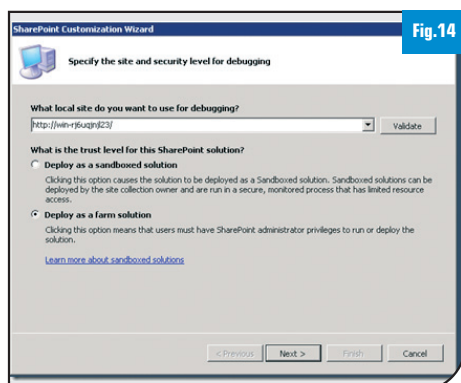 SharePoint Customization Wizard
Fig.14
Specify the site and security level for debugging
What local site do you want to use for debugging?
http://win-rj6uqjnjl23/
Validate
What is the trust level for this SharePoint solution?
Deploy as a sandboxed solution
Clicking this option causes the solution to be deployed as a Sandboxed solution. Sandboxed solutions can be
deployed by the site collection owner and are run in a secure, monitored process that has limited resource
access.
Deploy as a farm solution
Clicking this option means that users must have SharePoint administrator privileges to run or deploy the
solution.
Learn more about sandboxed solutions
< Previous
Next >
Finish
Cancel